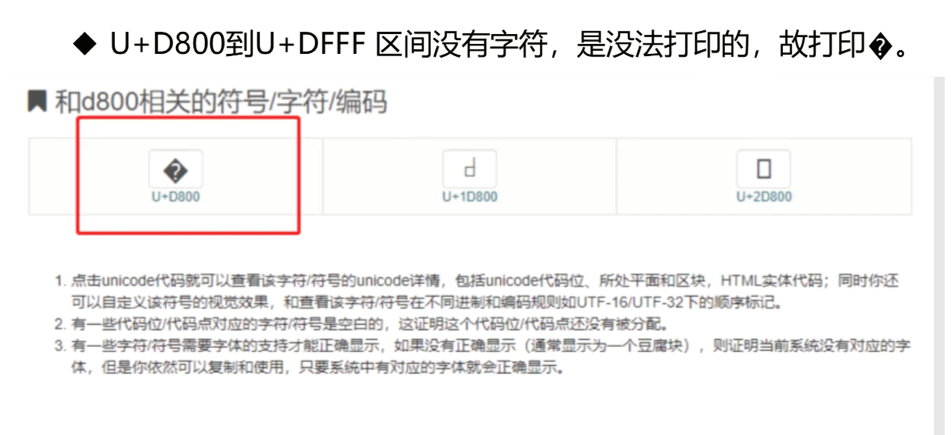 ◆ U+D800到U+DFFF 区间没有字符，是没法打印的，故打印�。
和d800相关的符号/字符/编码
� ꓒ 
U+D800 U+1D800 U+2D800
1. 点击unicode代码就可以查看该字符/符号的unicode详情，包括unicode代码位、所处平面和区块，HTML实体代码；同时你还
可以自定义该符号的视觉效果，和查看该字符/符号在不同进制和编码规则如UTF-16/UTF-32下的顺序标记。
2. 有一些代码位/代码点对应的字符/符号是空白的，这证明这个代码位/代码点还没有被分配。
3. 有一些字符/符号需要字体的支持才能正确显示，如果没有正确显示（通常显示为一个豆腐块），则证明当前系统没有对应的字
体，但是你依然可以复制和使用，只要系统中有对应的字体就会正确显示。